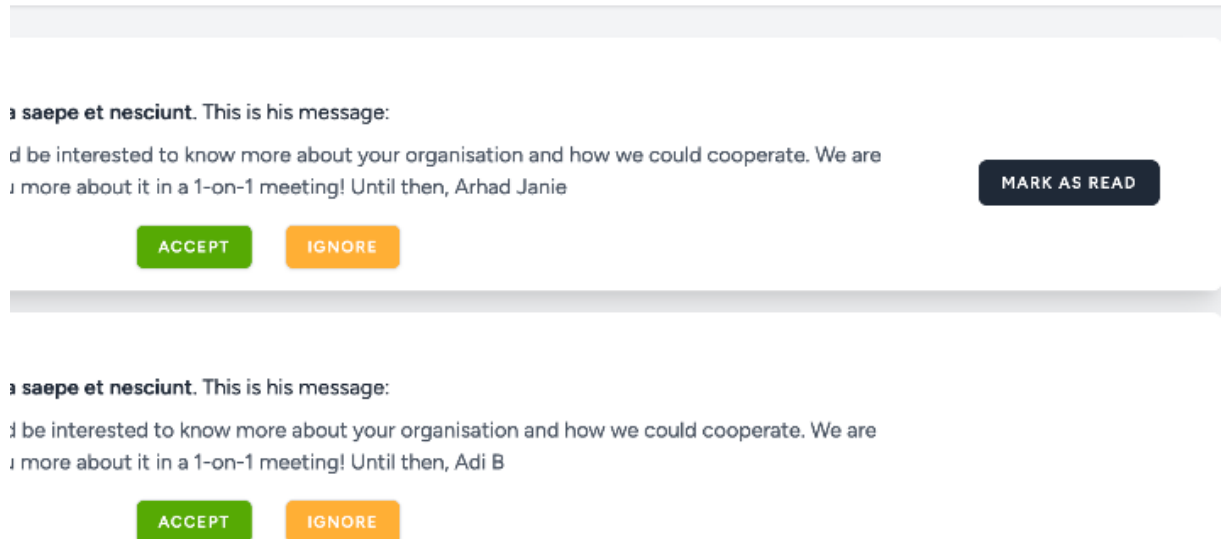 a saepe et nesciunt. This is his message:
d be interested to know more about your organisation and how we could cooperate. We are
u more about it in a 1-on-1 meeting! Until then, Arhad Janie
MARK AS READ
ACCEPT IGNORE
a saepe et nesciunt. This is his message:
d be interested to know more about your organisation and how we could cooperate. We are
u more about it in a 1-on-1 meeting! Until then, Adi B
ACCEPT IGNORE